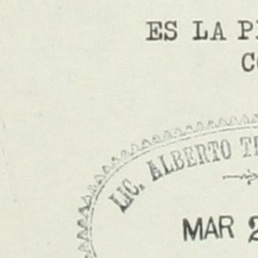 ES LA P
C
LIC. ALBERTO T
MAR 2